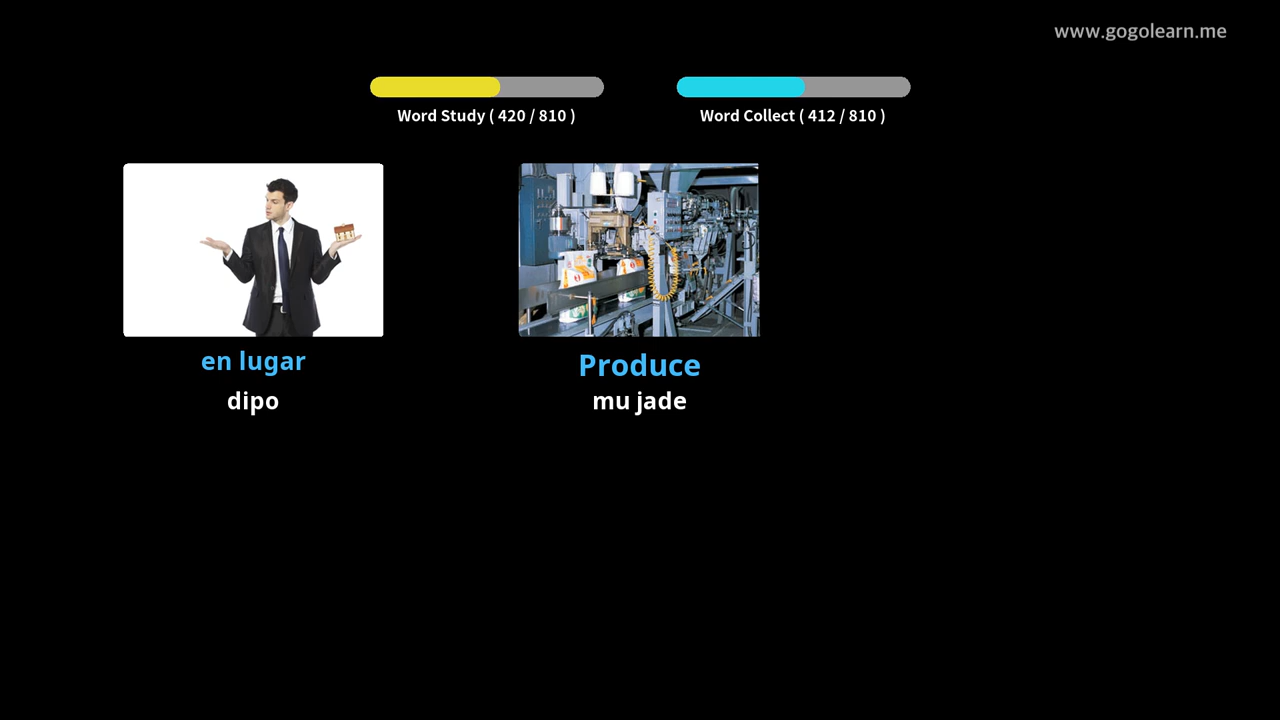 www.gogolearn.me
Word Study ( 420 / 810 )
Word Collect ( 412 / 810 )
en lugar
dipo
Produce
mu jade